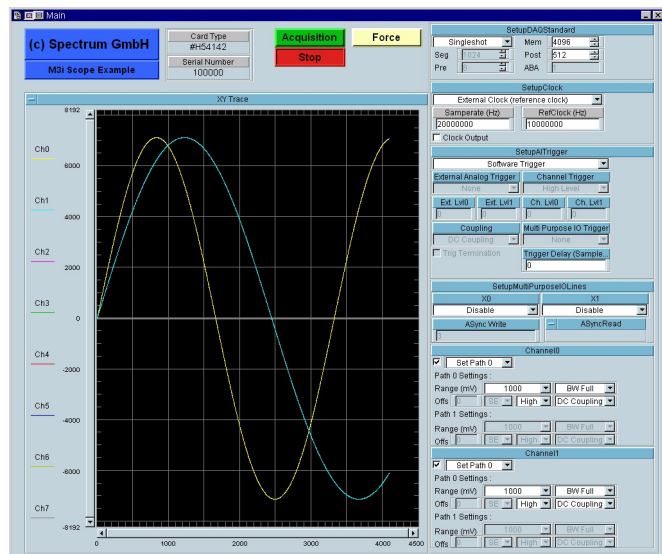 Main
(c) Spectrum GmbH
M3i Scope Example
Card Type
#H54142
Serial Number
100000
Acquisition
Stop
Force
XY Trace
8192
6000
4000
2000
0
-2000
-4000
-6000
-8192
Ch0
Ch1
Ch2
Ch3
Ch4
Ch5
Ch6
Ch7
0 1000 2000 3000 4000 4500
SetupDAQStandard
Singleshot Mem 4096
Seg 1024 Post 512
Pre 8 ABA
SetupClock
External Clock (reference clock)
Samperate (Hz) RefClock (Hz)
20000000 10000000
Clock Output
SetupAITrigger
Software Trigger
External Analog Trigger Channel Trigger
None High Level
Ext. Lvl0 Ext. Lvl1 Ch. Lvl0 Ch. Lvl1
0 0 0 0
Coupling Multi Purpose IO Trigger
DC Coupling None
Trig Termination Trigger Delay (Sample...
0
SetupMultiPurposeIOLines
X0 X1
Disable Disable
ASync Write ASyncRead
0
Channel0
Set Path 0
Path 0 Settings :
Range (mV) 1000 BW Full
Offs 0 SE High DC Coupling
Path 1 Settings :
Range (mV) 1000 BW Full
Offs 0 SE High DC Coupling
Channel1
Set Path 0
Path 0 Settings :
Range (mV) 1000 BW Full
Offs 0 SE High DC Coupling
Path 1 Settings :
Range (mV) 1000 BW Full
Offs 0 SE High DC Coupling